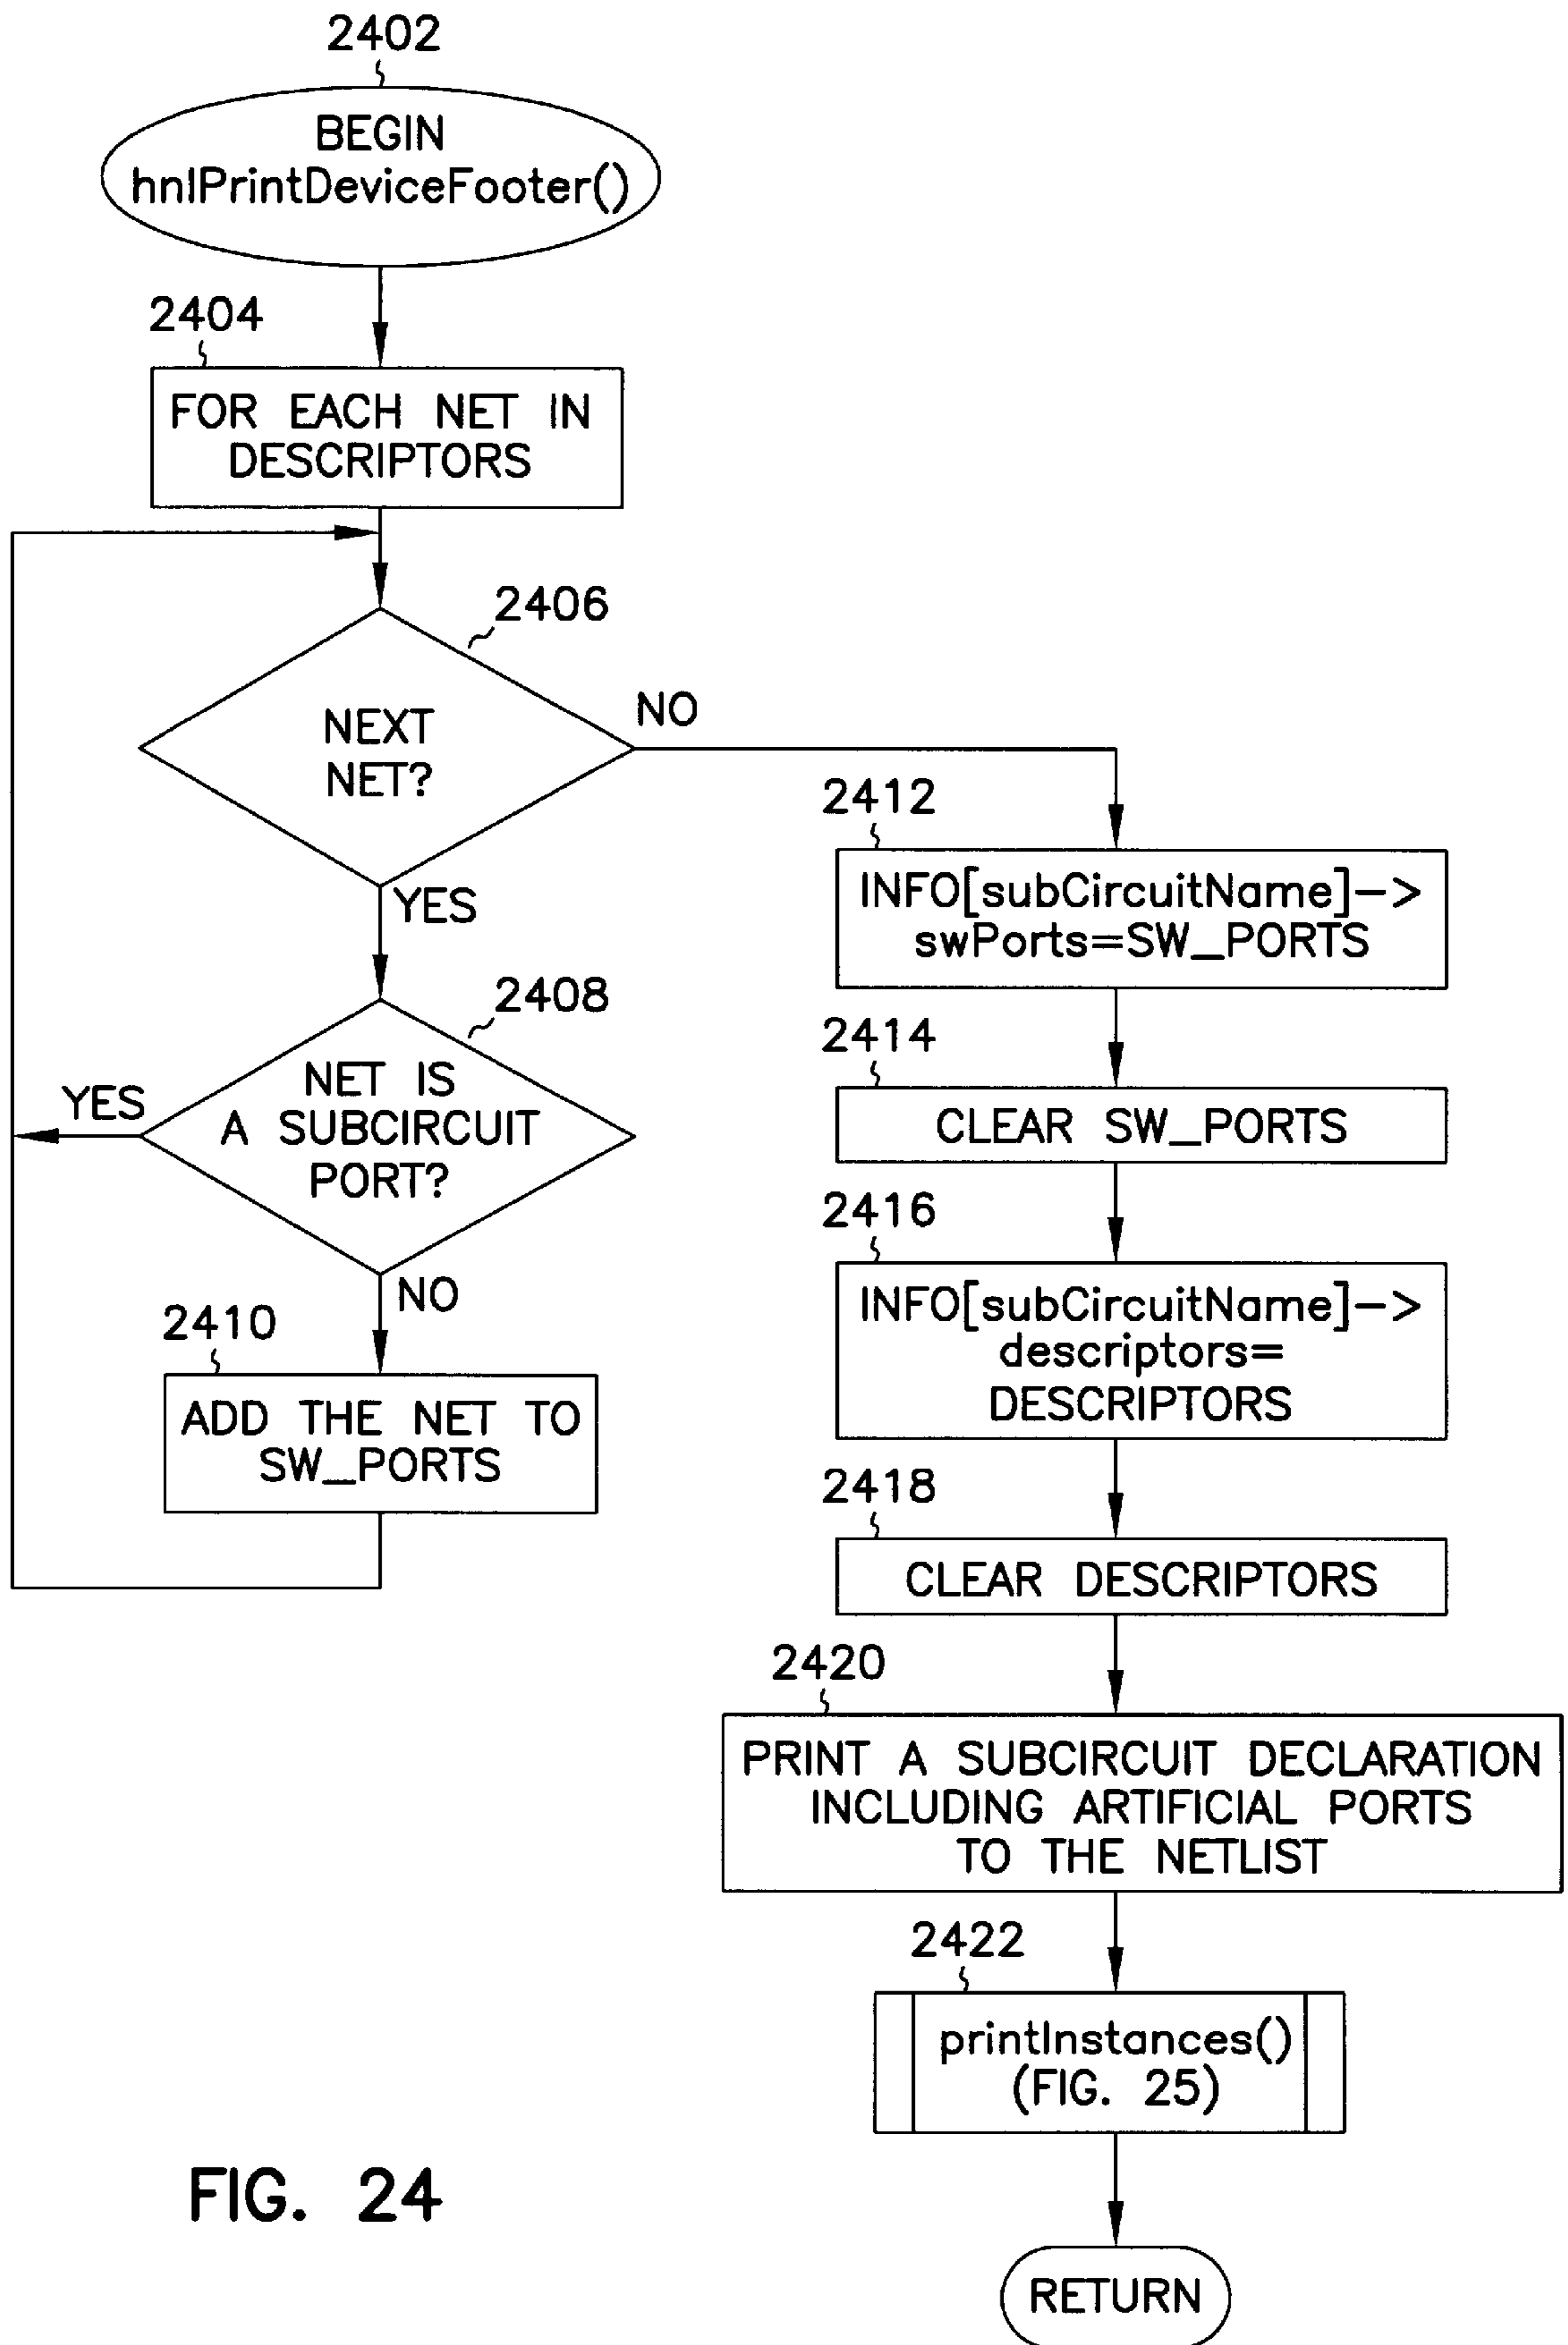 2402
BEGIN
hnlPrintDeviceFooter()
2404
FOR EACH NET IN
DESCRIPTORS
2406
NEXT
NET?
NO
YES
2408
NET IS
A SUBCIRCUIT
PORT?
YES
NO
2410
ADD THE NET TO
SW_PORTS
2412
INFO[subCircuitName]->
swPorts=SW_PORTS
2414
CLEAR SW_PORTS
2416
INFO[subCircuitName]->
descriptors=
DESCRIPTORS
2418
CLEAR DESCRIPTORS
2420
PRINT A SUBCIRCUIT DECLARATION
INCLUDING ARTIFICIAL PORTS
TO THE NETLIST
2422
printInstances()
(FIG. 25)
RETURN
FIG. 24